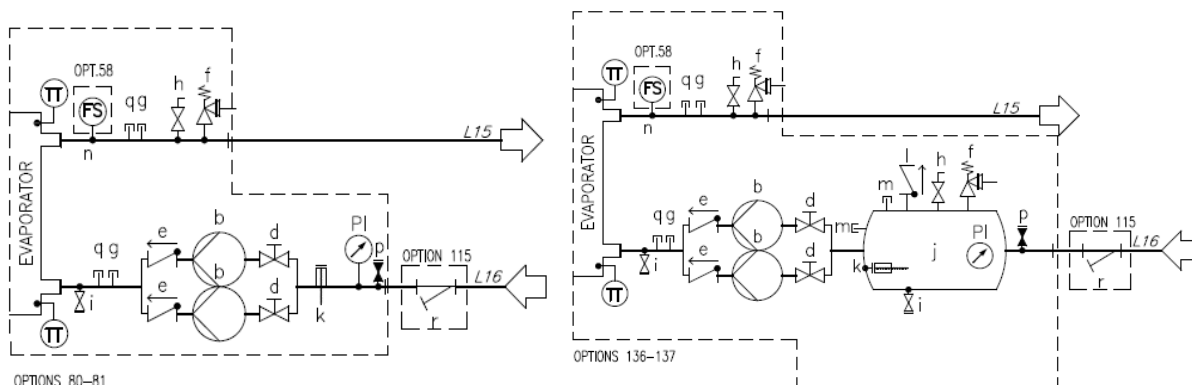 OPT.58
TT
FS
q g
h
f
n
L15
EVAPORATOR
q g
e
b
d
PI
p
OPTION 115
i
e
b
d
k
r
L16
TT
OPTIONS 80-81
OPT.58
TT
FS
q g
h
f
n
L15
EVAPORATOR
q g
e
b
d
m
l
h
f
m
PI
p
OPTION 115
i
e
b
d
k
j
r
L16
TT
i
OPTIONS 136-137